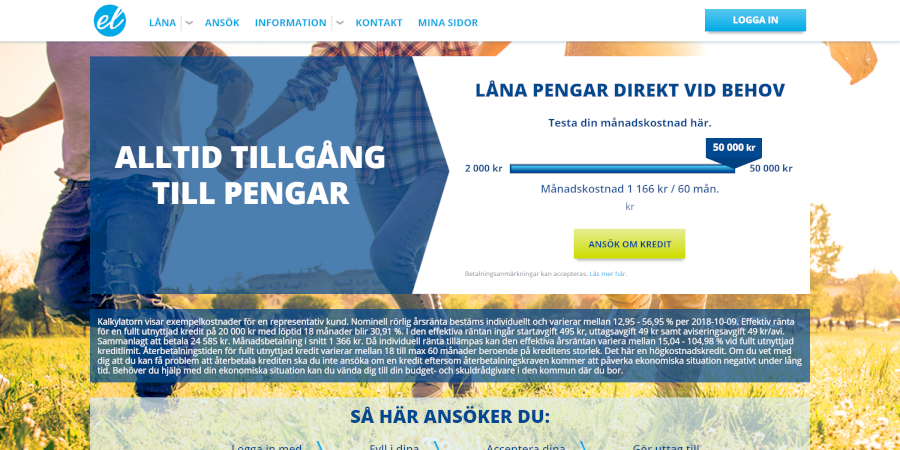 el
LÅNA
ANSÖK
INFORMATION
KONTAKT
MINA SIDOR
LOGGA IN
ALLTID TILLGÅNG
TILL PENGAR
LÅNA PENGAR DIREKT VID BEHOV
Testa din månadskostnad här.
50 000 kr
2 000 kr
50 000 kr
Månadskostnad 1 166 kr / 60 mån.
kr
ANSÖK OM KREDIT
Betalningsanmärkningar kan accepteras. Läs mer här.
Kalkylatorn visar exempelkostnader för en representativ kund. Nominell rörlig årsränta bestäms individuellt och varierar mellan 12,95 - 56,95 % per 2018-10-09. Effektiv ränta
för en fullt utnyttjad kredit på 20 000 kr med löptid 18 månader blir 30,91 %. I den effektiva räntan ingår startavgift 495 kr, uttagsavgift 49 kr samt aviseringsavgift 49 kr/avi.
Sammanlagt att betala 24 585 kr. Månadsbetalning i snitt 1 366 kr. Då individuell ränta tillämpas kan den effektiva årsräntan variera mellan 15,04 - 104,98 % vid fullt utnyttjad
kreditlimit. Återbetalningstiden för fullt utnyttjad kredit varierar mellan 18 till max 60 månader beroende på kreditens storlek. Det här en högkostnadskredit. Om du vet med
dig att du kan få problem att återbetala krediten ska du inte ansöka om en kredit eftersom återbetalningskraven kommer att påverka ekonomiska situation negativt under lång
tid. Behöver du hjälp med din ekonomiska situation kan du vända dig till din budget- och skuldrådgivare i den kommun där du bor.
SÅ HÄR ANSÖKER DU:
Logga in med
Fyll i dina
Acceptera dina
Gör uttag till